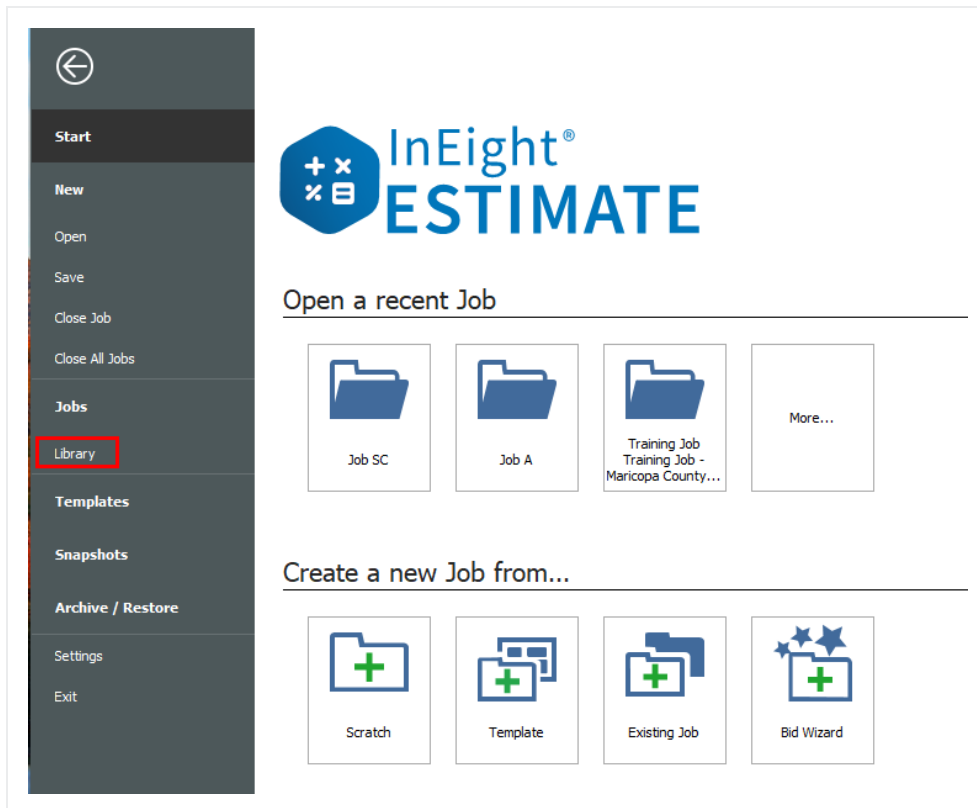 Start
New
Open
Save
Close Job
Close All Jobs
Jobs
Library
Templates
Snapshots
Archive / Restore
Settings
Exit
InEight®
ESTIMATE
Open a recent Job
Job SC
Job A
Training Job
Training Job -
Maricopa County...
More...
Create a new Job from...
Scratch
Template
Existing Job
Bid Wizard